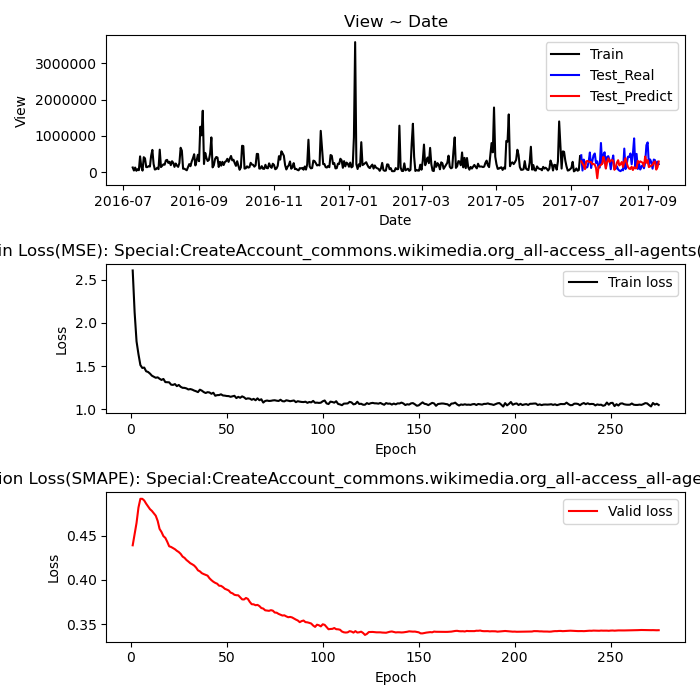 View ~ Date
3000000
2000000
1000000
0
View
Train
Test_Real
Test_Predict
2016-07 2016-09 2016-11 2017-01 2017-03 2017-05 2017-07 2017-09
Date
in Loss(MSE): Special:CreateAccount_commons.wikimedia.org_all-access_all-agents(
2.5
2.0
1.5
1.0
Loss
Train loss
0 50 100 150 200 250
Epoch
ion Loss(SMAPE): Special:CreateAccount_commons.wikimedia.org_all-access_all-age
0.45
0.40
0.35
Loss
Valid loss
0 50 100 150 200 250
Epoch